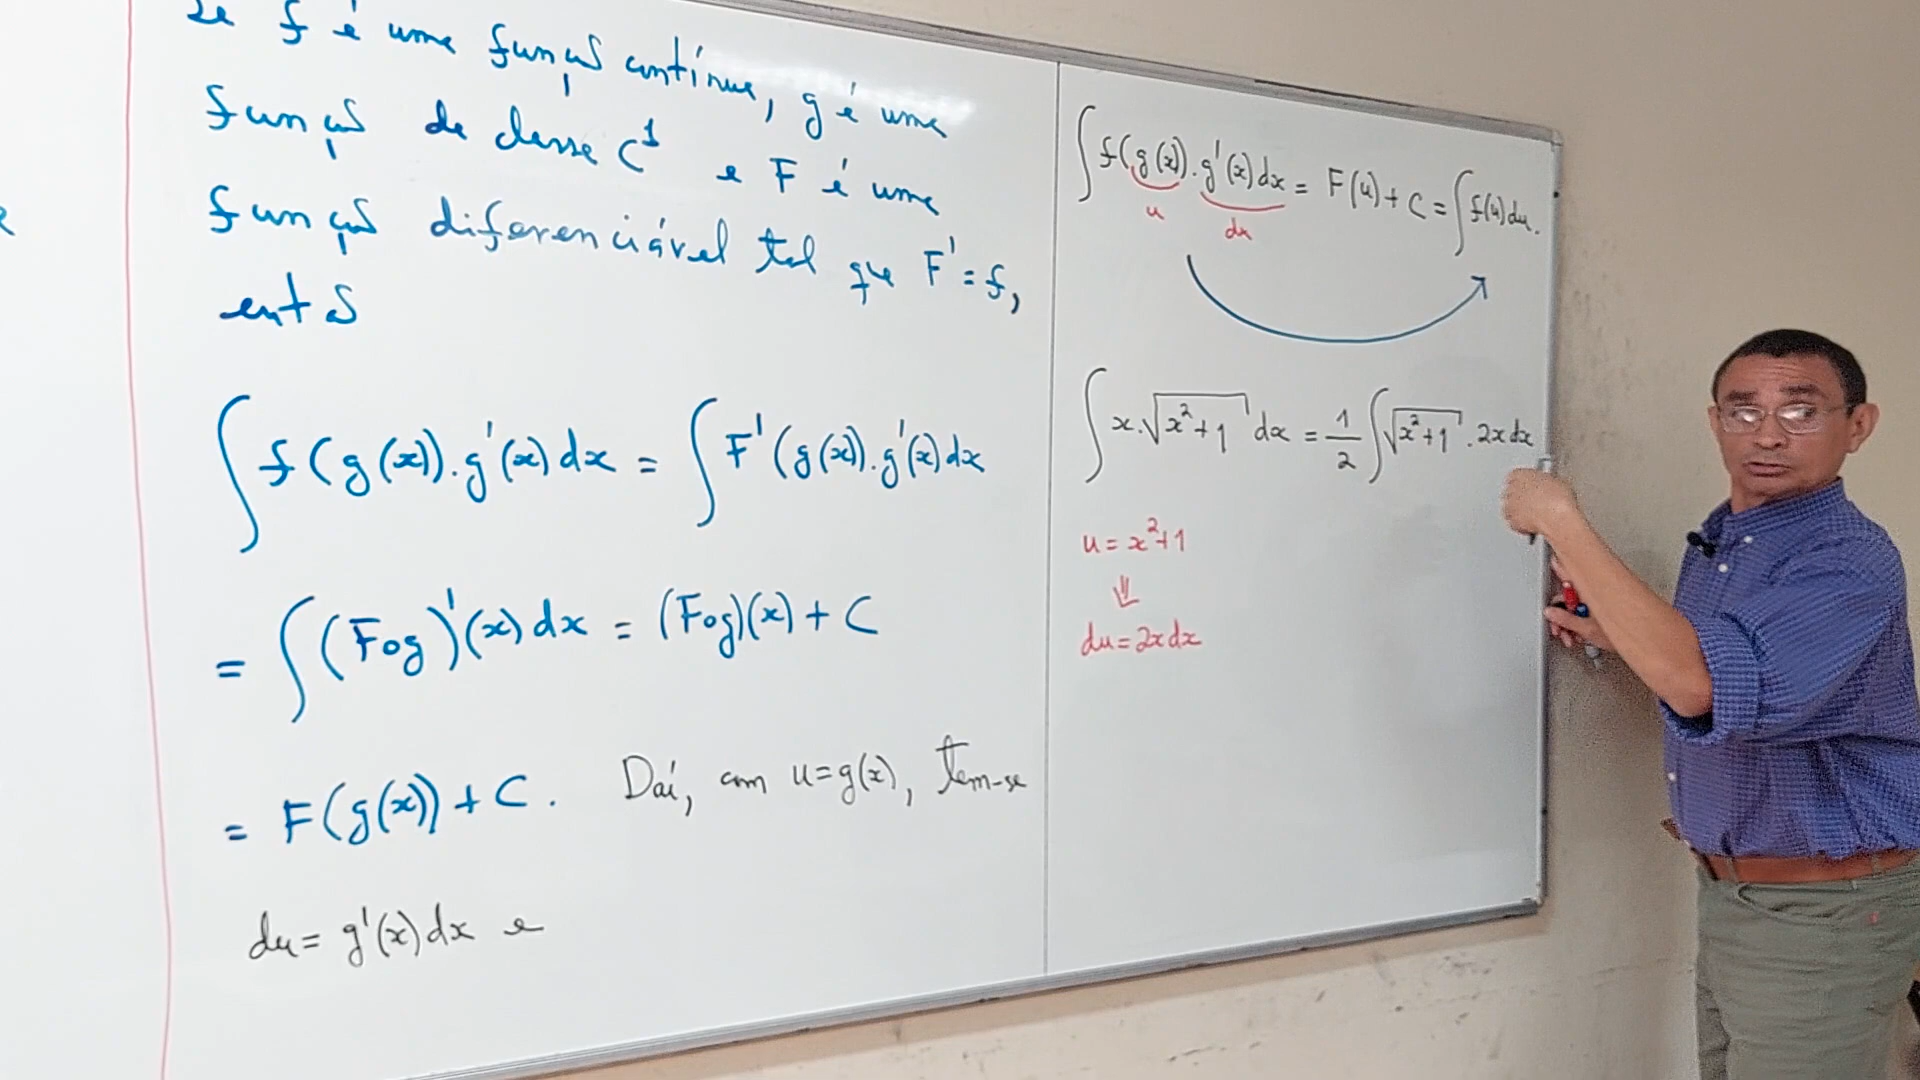 Se f é uma função contínua, g é uma
função de classe C¹ e F é uma
função diferenciável tal que F' = f,
então
∫ f(g(x)).g'(x)dx = ∫ F'(g(x)).g'(x)dx
= ∫ (Fog)'(x)dx = (Fog)(x) + C
= F(g(x)) + C. Daí, com u=g(x), tem-se
du = g'(x)dx e
∫ f(g(x)).g'(x)dx = F(u) + C = ∫ f(u)du.
u du
∫ x.√(x²+1) dx = 1/2 ∫ √(x²+1) . 2x dx
u = x²+1
⇓
du = 2x dx